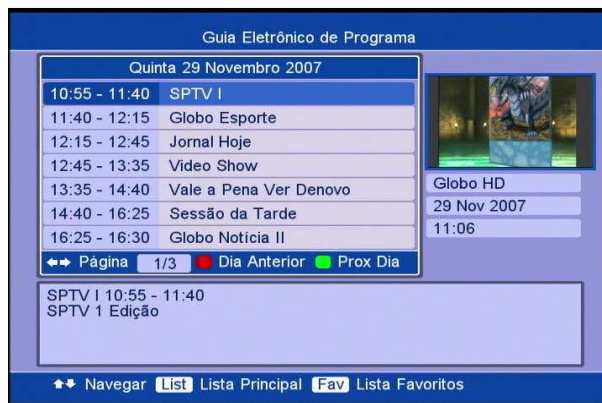 Guia Eletrônico de Programa
Quinta 29 Novembro 2007
10:55 - 11:40 SPTV I
11:40 - 12:15 Globo Esporte
12:15 - 12:45 Jornal Hoje
12:45 - 13:35 Video Show
13:35 - 14:40 Vale a Pena Ver Denovo
14:40 - 16:25 Sessão da Tarde
16:25 - 16:30 Globo Noticia II
Página 1/3 Dia Anterior Prox Dia
Globo HD
29 Nov 2007
11:06
SPTV I 10:55 - 11:40
SPTV 1 Edição
Navegar List Lista Principal Fav Lista Favoritos